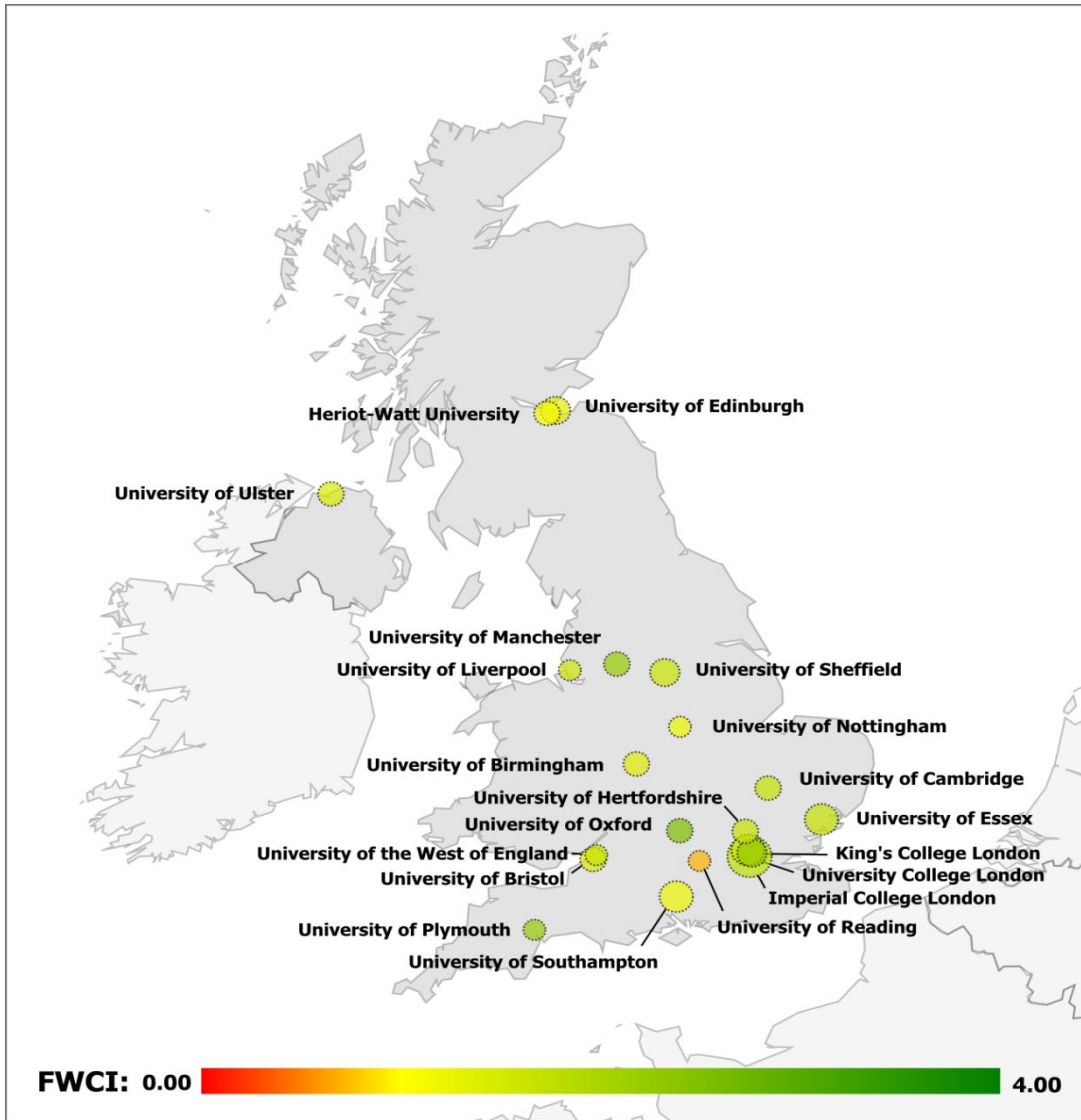 Heriot-Watt University
University of Edinburgh
University of Ulster
University of Manchester
University of Liverpool
University of Sheffield
University of Nottingham
University of Birmingham
University of Cambridge
University of Hertfordshire
University of Oxford
University of Essex
University of the West of England
King's College London
University of Bristol
University College London
Imperial College London
University of Reading
University of Plymouth
University of Southampton
FWCI: 0.00 4.00